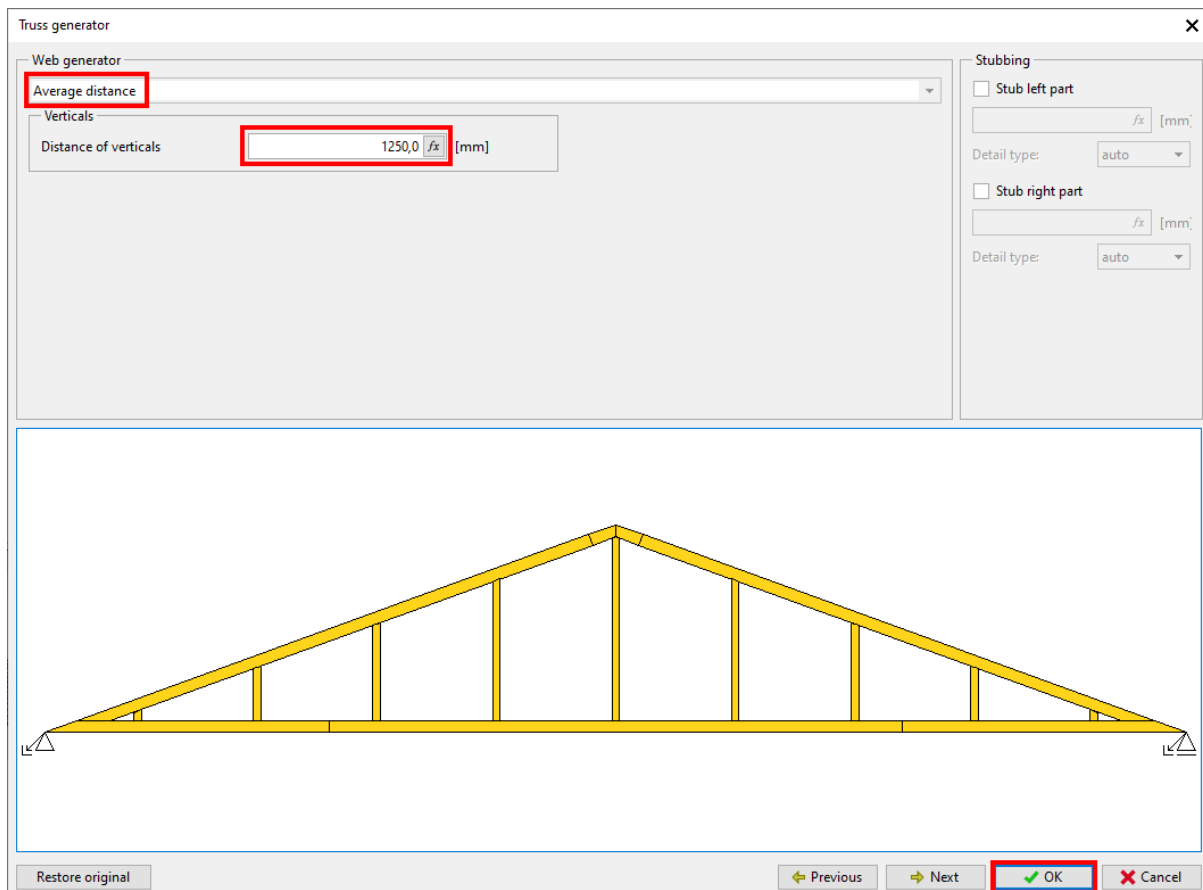 Truss generator
Web generator
Average distance
Verticals
Distance of verticals 1250,0 fx [mm]
Stubbing
Stub left part
fx [mm]
Detail type: auto
Stub right part
fx [mm]
Detail type: auto
Restore original Previous Next OK Cancel